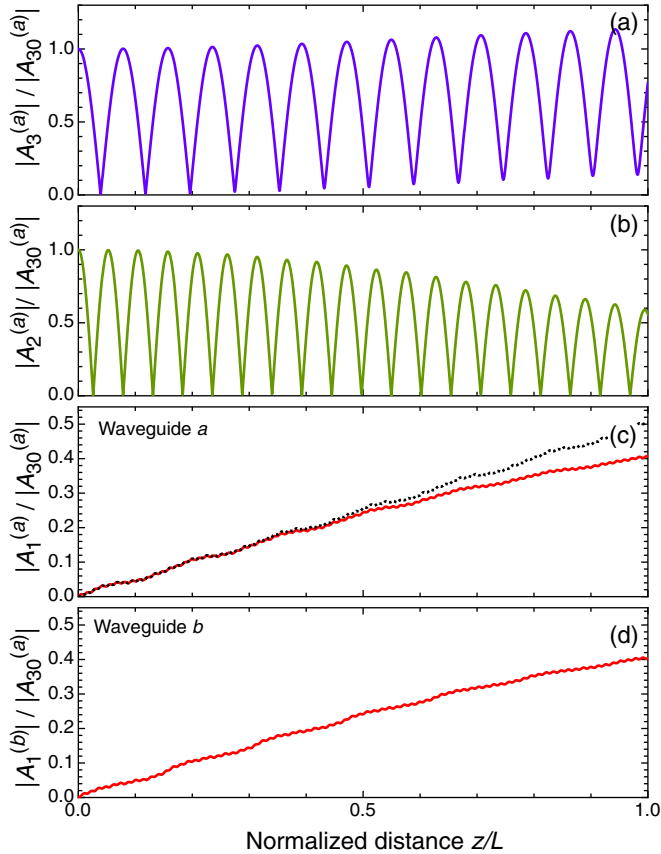 (a)
|A3(a)| / |A30(a)|
1.0
0.5
0.0
(b)
|A2(a)|/ |A30(a)|
1.0
0.5
0.0
Waveguide a
(c)
|A1(a) / |A30(a)|
0.5
0.4
0.3
0.2
0.1
0.0
Waveguide b
(d)
|A1(b)| / |A30(a)|
0.4
0.3
0.2
0.1
0.0
0.0
0.5
1.0
Normalized distance z/L